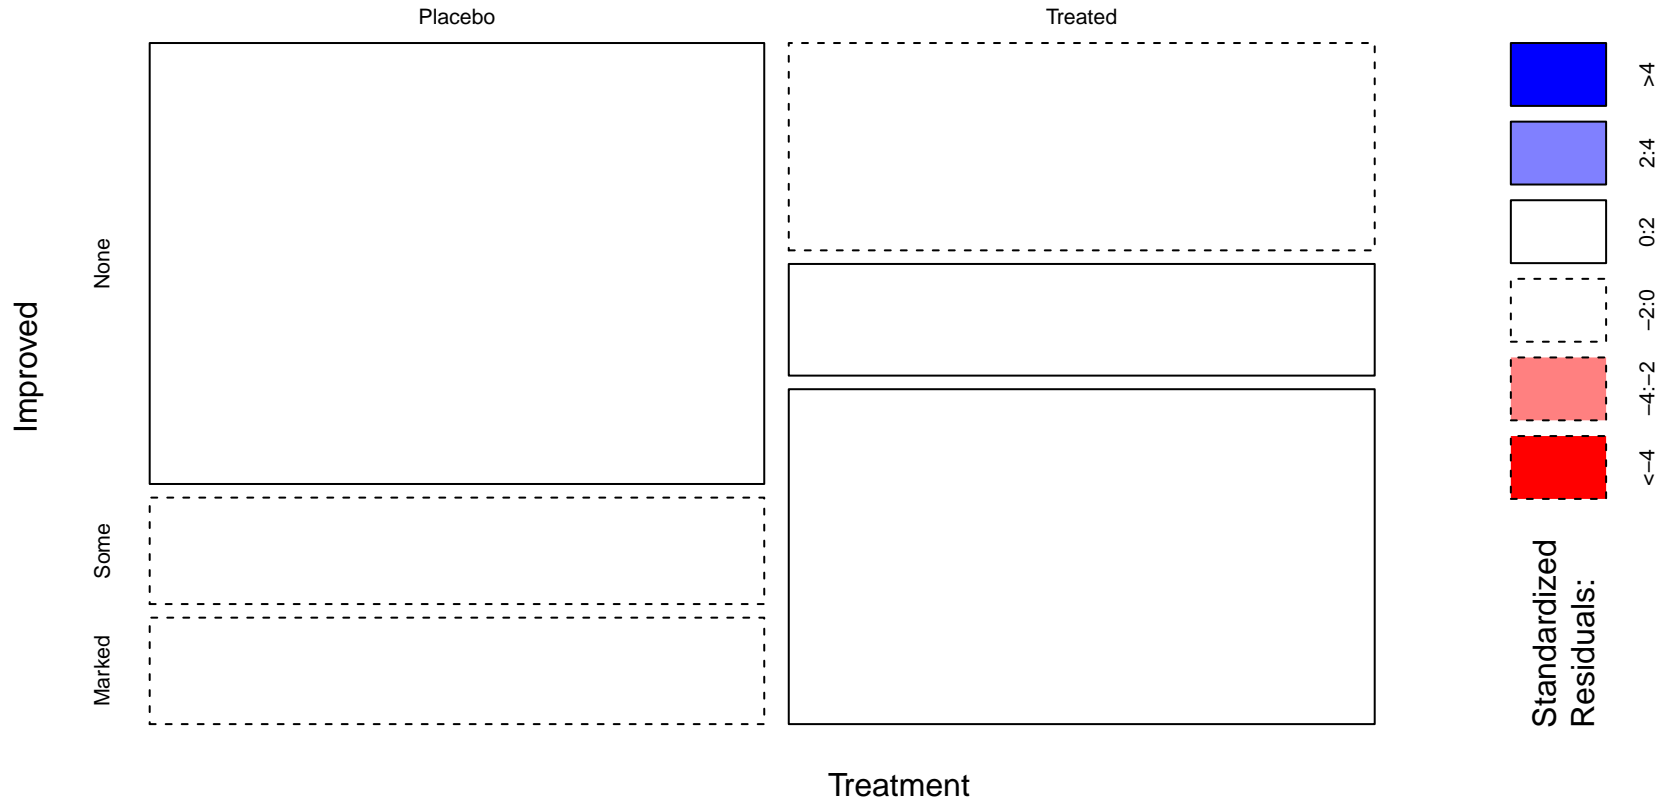 Placebo
Treated
None
Some
Marked
Improved
Treatment
>4
2:4
0:2
−2:0
−4:−2
<−4
Standardized
Residuals: